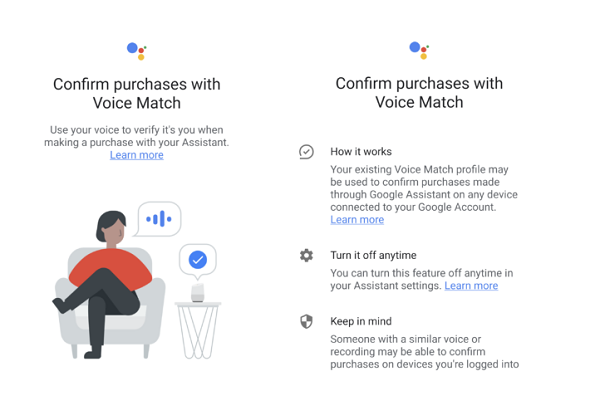 Confirm purchases with
Voice Match
Use your voice to verify it's you when
making a purchase with your Assistant.
Learn more
Confirm purchases with
Voice Match
How it works
Your existing Voice Match profile may
be used to confirm purchases made
through Google Assistant on any device
connected to your Google Account.
Learn more
Turn it off anytime
You can turn this feature off anytime in
your Assistant settings. Learn more
Keep in mind
Someone with a similar voice or
recording may be able to confirm
purchases on devices you're logged into